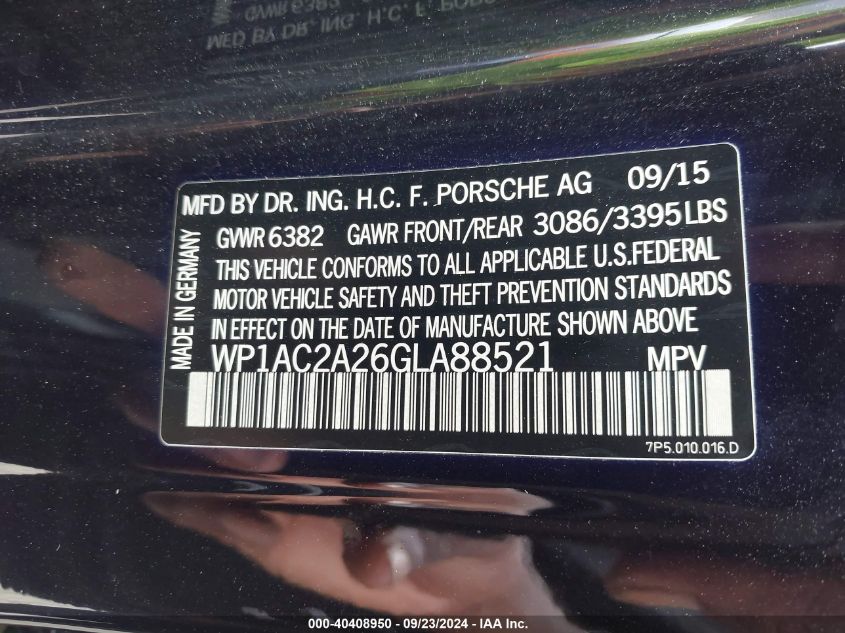 MFD BY DR. ING. H.C. F. PORSCHE AG 09/15
GVWR 6382 GAWR FRONT/REAR 3086/3395LBS
THIS VEHICLE CONFORMS TO ALL APPLICABLE U.S.FEDERAL
MOTOR VEHICLE SAFETY AND THEFT PREVENTION STANDARDS
IN EFFECT ON THE DATE OF MANUFACTURE SHOWN ABOVE
WP1AC2A26GLA88521 MPV
MADE IN GERMANY
7P5.010.016.D
000-40408950 - 09/23/2024 - IAA Inc.